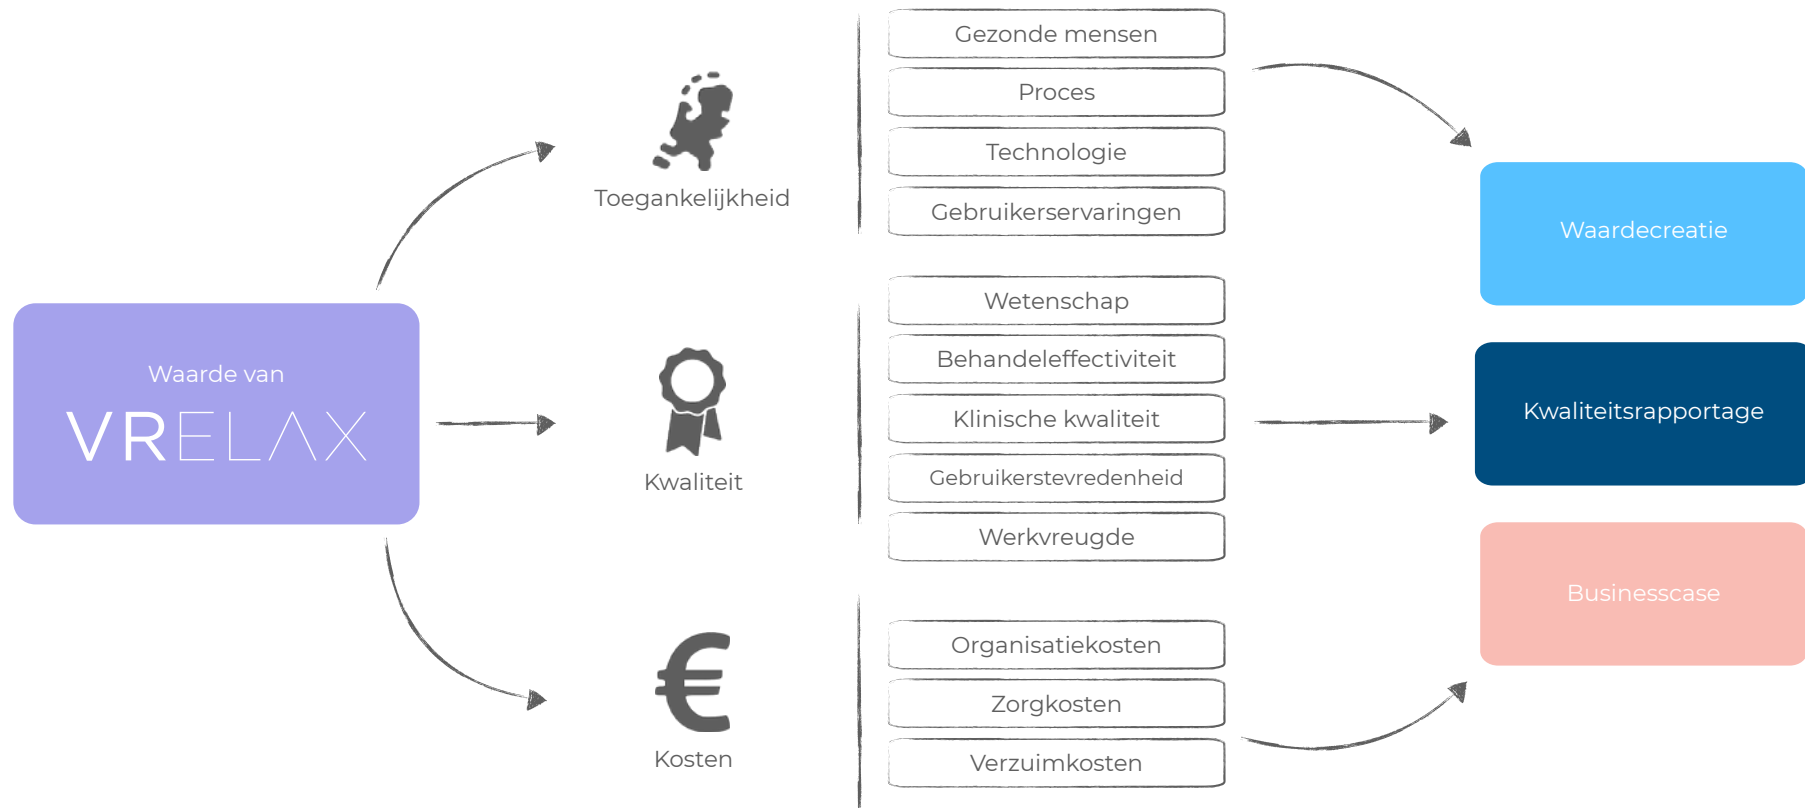 Waarde van
VRELAX
Toegankelijkheid
Gezonde mensen
Proces
Technologie
Gebruikerservaringen
Kwaliteit
Wetenschap
Behandeleffectiviteit
Klinische kwaliteit
Gebruikerstevredenheid
Werkvreugde
€
Kosten
Organisatiekosten
Zorgkosten
Verzuimkosten
Waardecreatie
Kwaliteitsrapportage
Businesscase